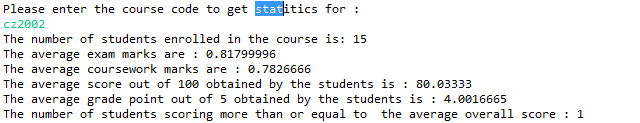 Please enter the course code to get statitics for :
cz2002
The number of students enrolled in the course is: 15
The average exam marks are : 0.81799996
The average coursework marks are : 0.7826666
The average score out of 100 obtained by the students is : 80.03333
The average grade point out of 5 obtained by the students is : 4.0016665
The number of students scoring more than or equal to  the average overall score : 1